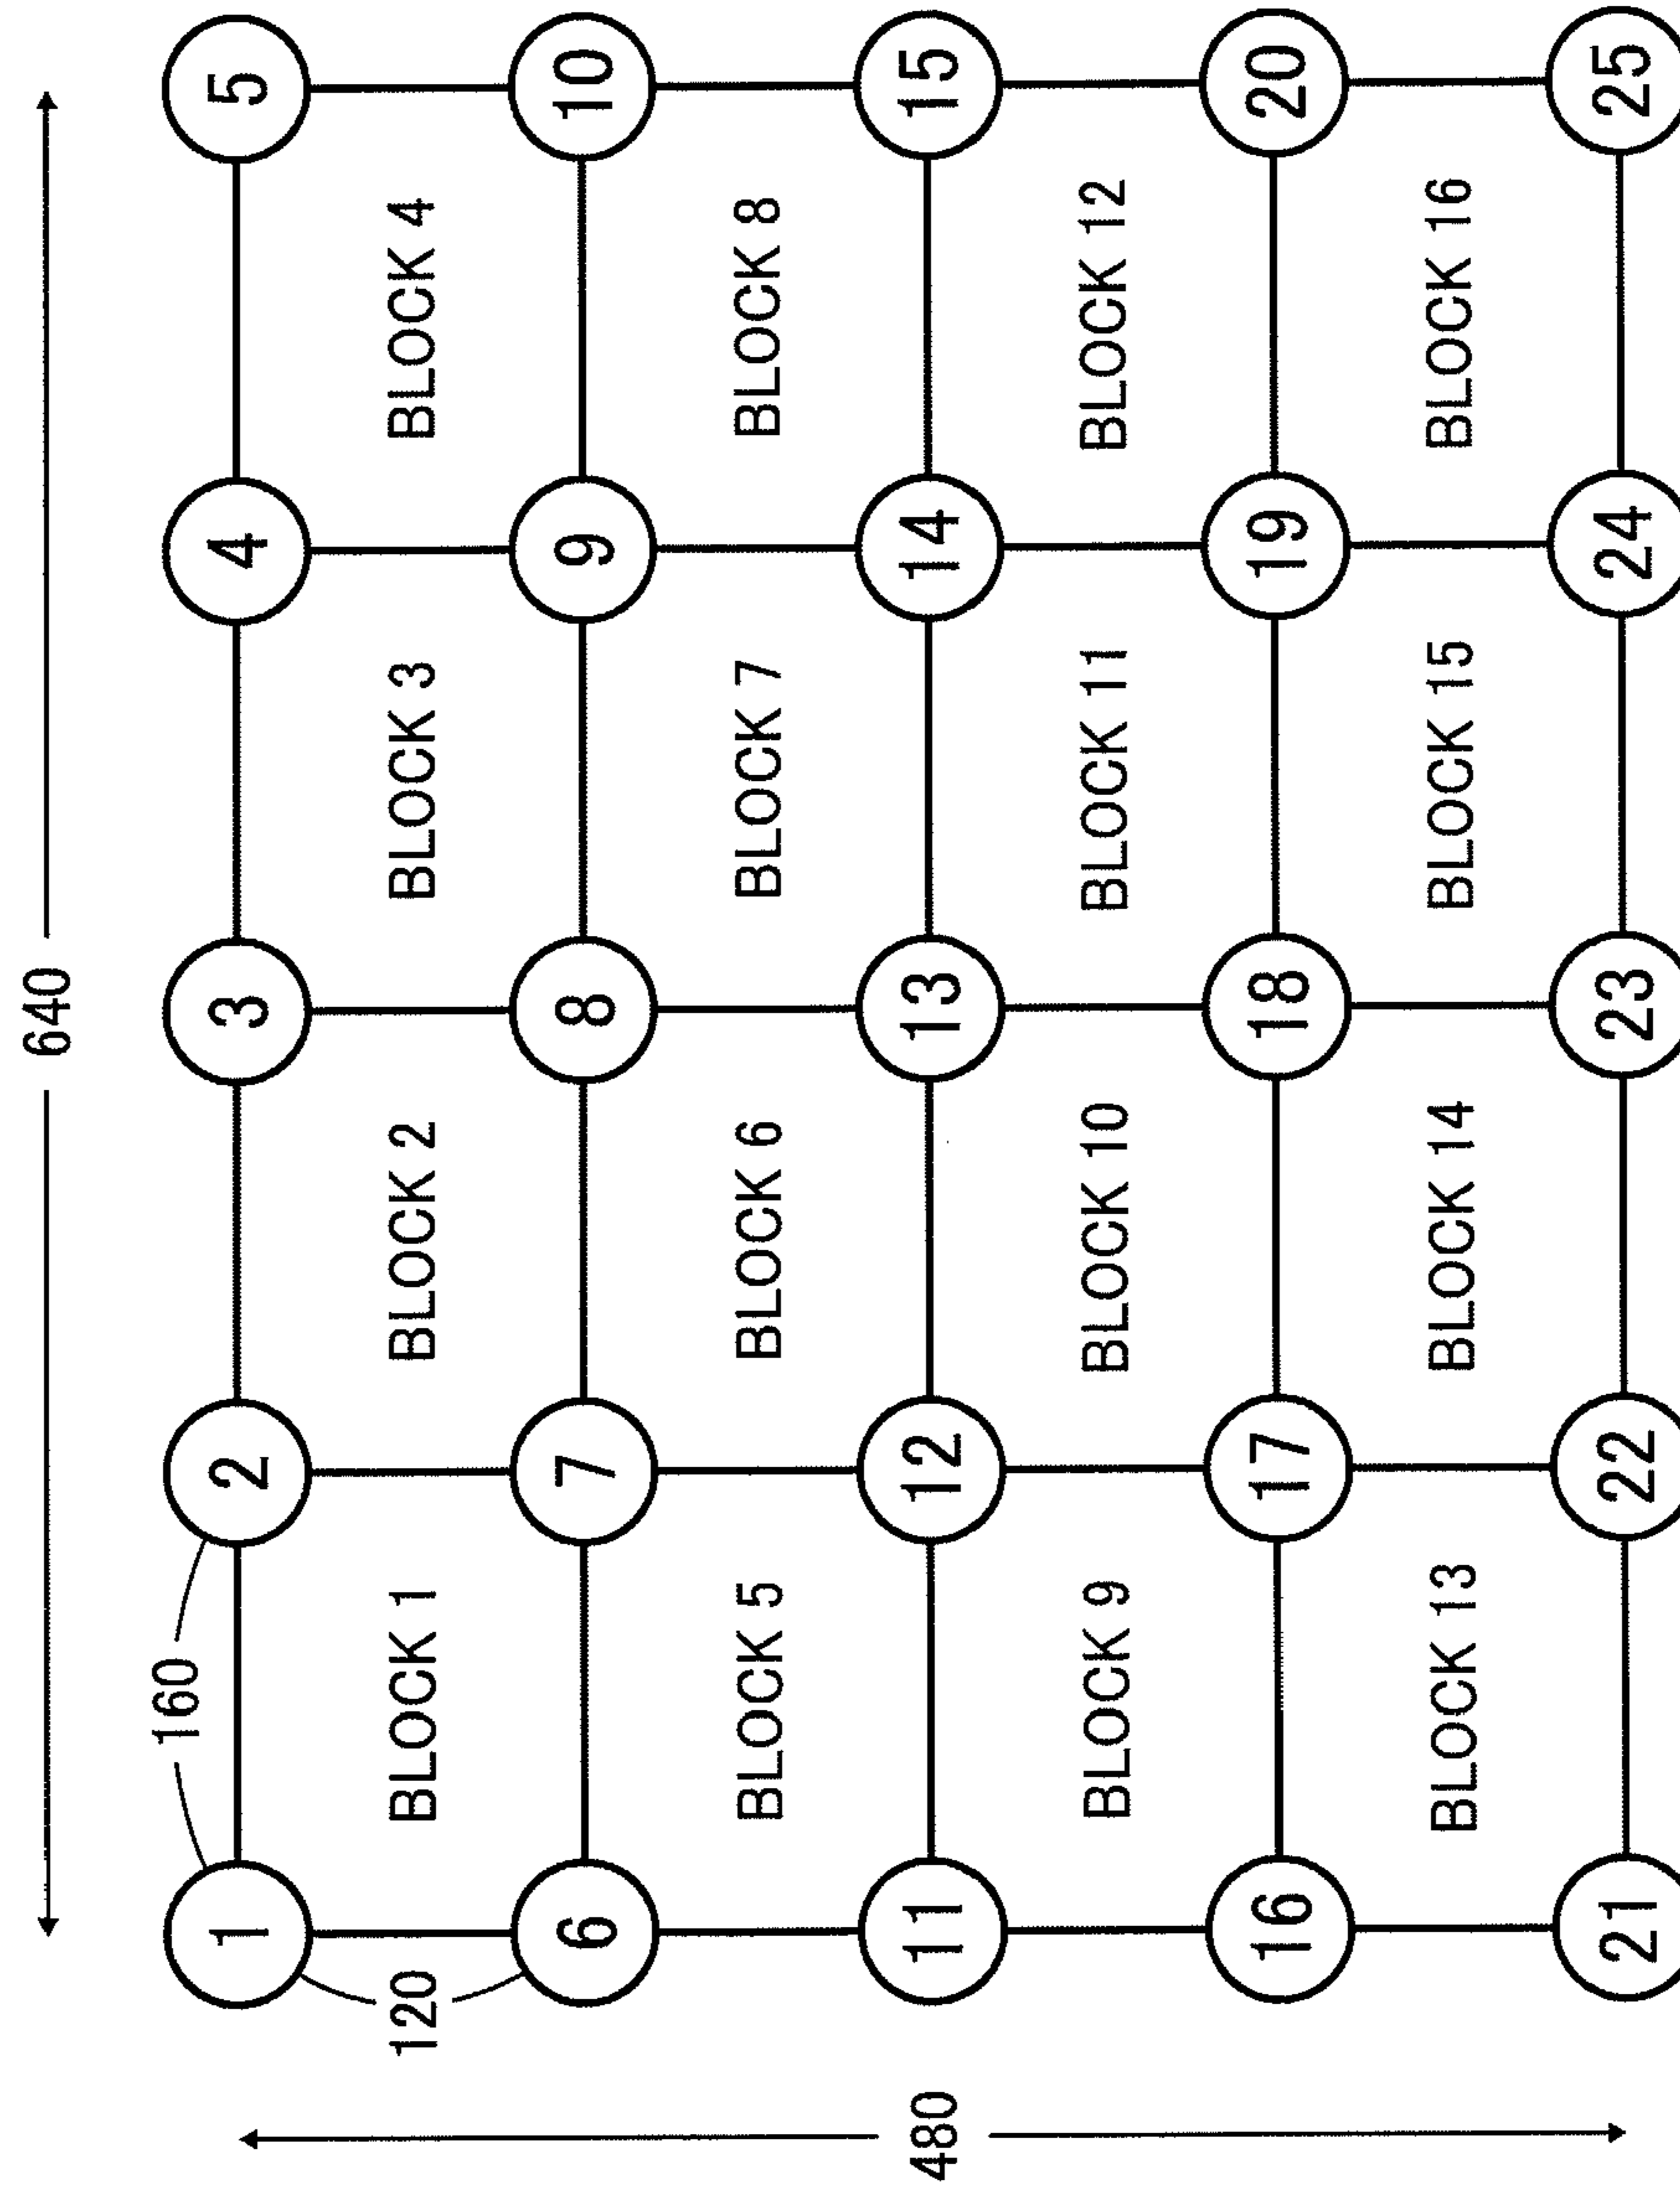 640
160
1 2 3 4 5
120
BLOCK 1 BLOCK 2 BLOCK 3 BLOCK 4
6 7 8 9 10
BLOCK 5 BLOCK 6 BLOCK 7 BLOCK 8
480
11 12 13 14 15
BLOCK 9 BLOCK 10 BLOCK 11 BLOCK 12
16 17 18 19 20
BLOCK 13 BLOCK 14 BLOCK 15 BLOCK 16
21 22 23 24 25